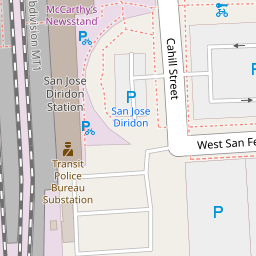 McCarthy's
Newsstand
bdivision MT1
San Jose
Diridon
Station
Cahill Street
P
P
P
San Jose
Diridon
P
West San Fe
Transit
Police
Bureau
Substation
P
P